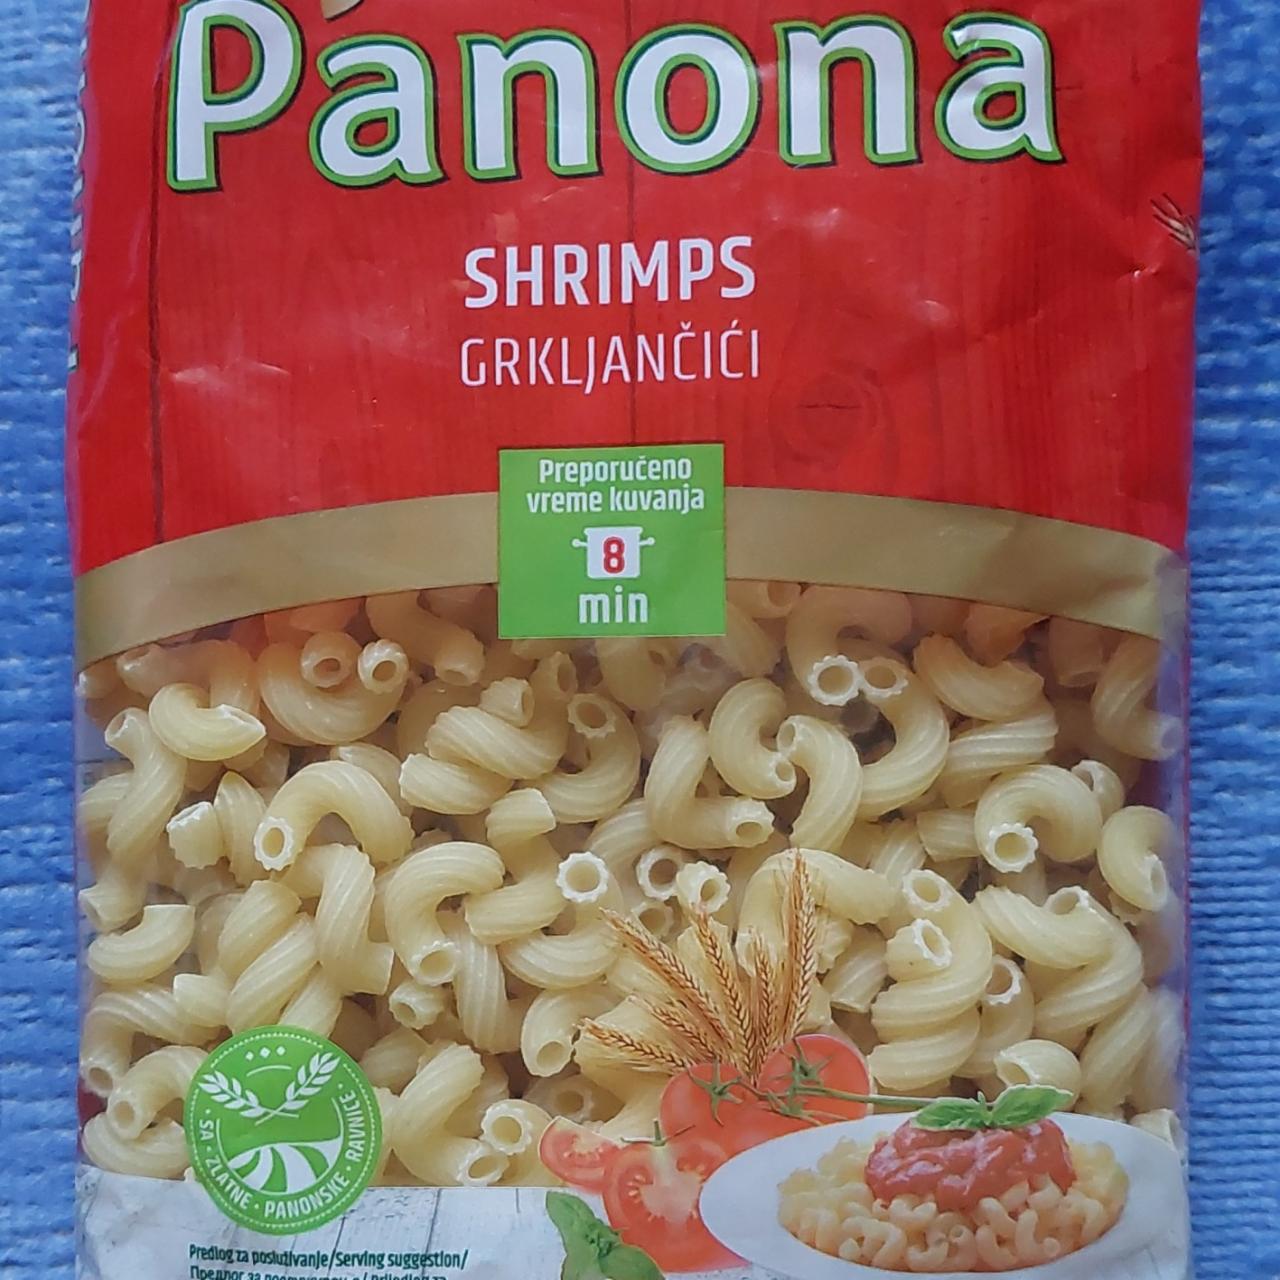 Panona
SHRIMPS
GRKLJANČIĆI
Preporučeno
vreme kuvanja
8
min
SA · ZLATNE · PANONSKE · RAVNICE
Predlog za posluživanje/Serving suggestion/